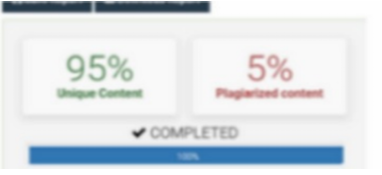 95%
5%
Unique Content
Plagiarized content
✔ COMPLETED
100%